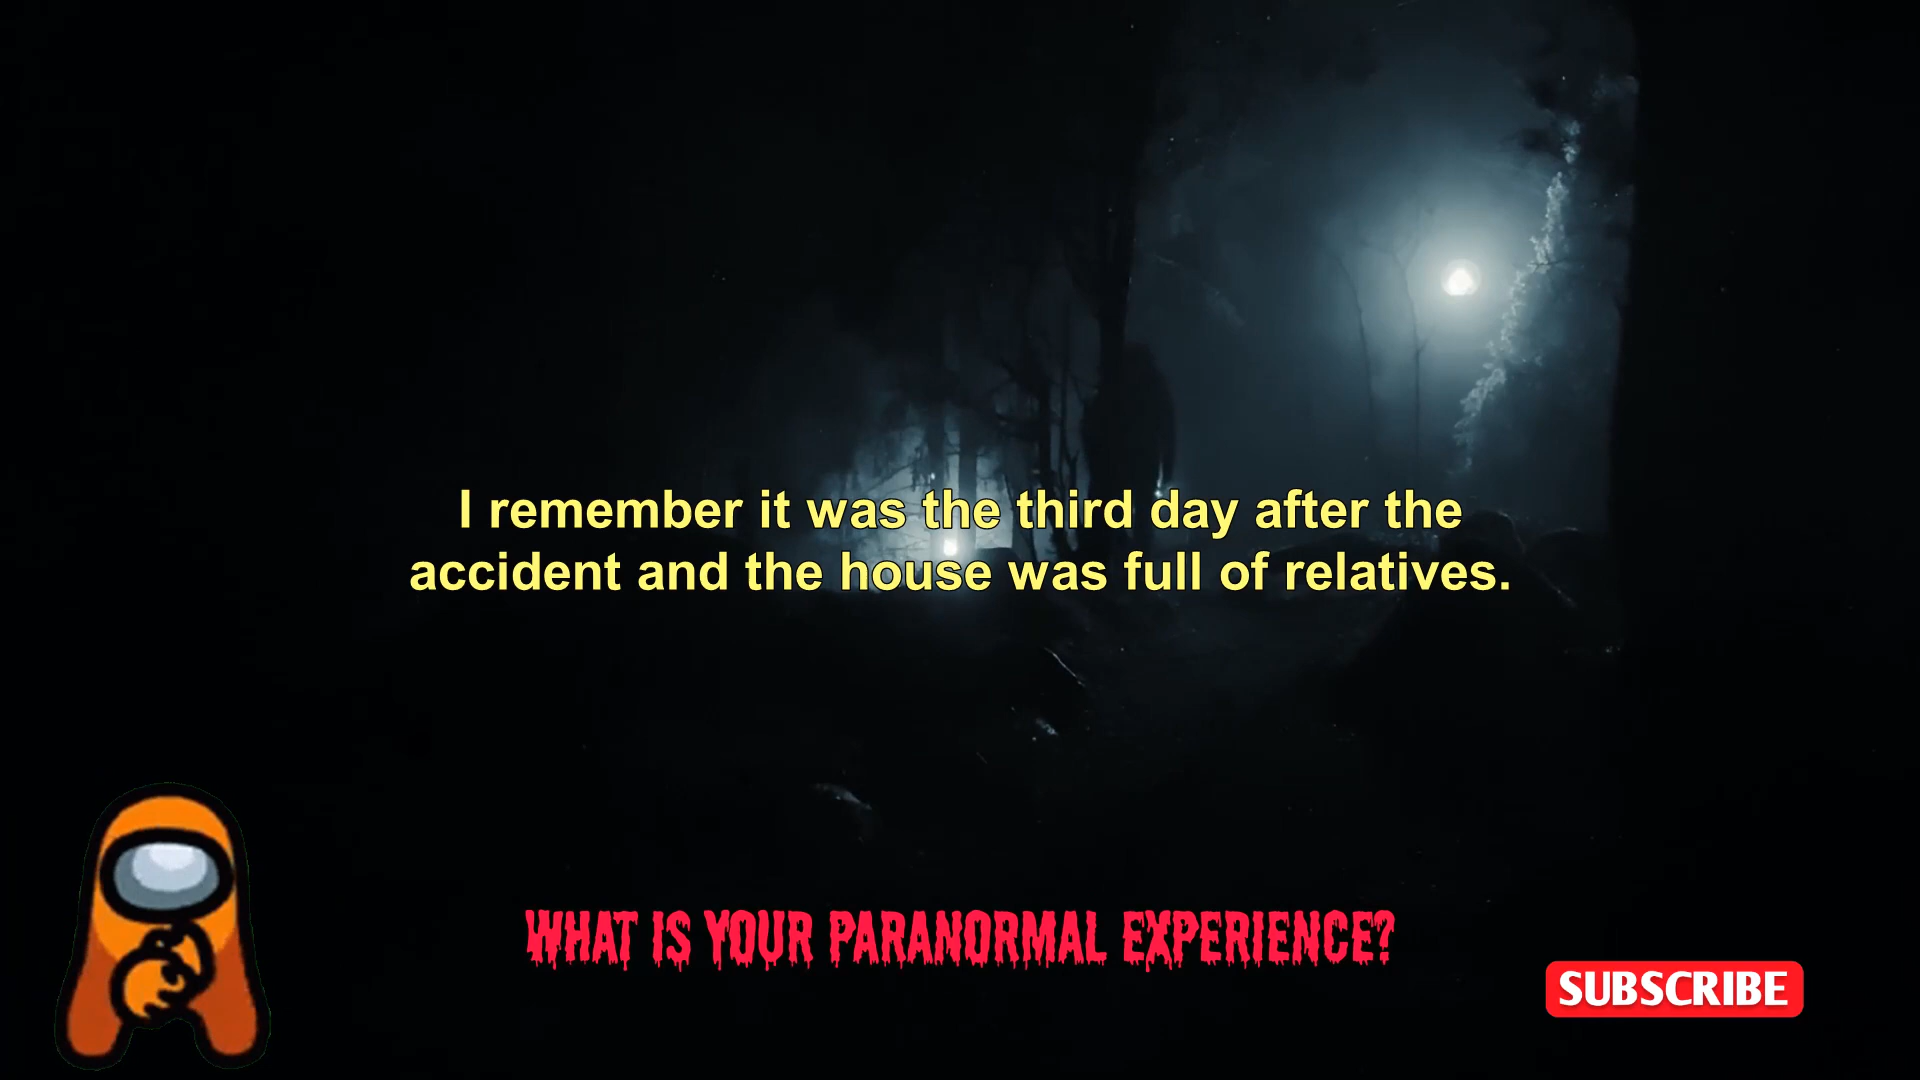 I remember it was the third day after the
accident and the house was full of relatives.
WHAT IS YOUR PARANORMAL EXPERIENCE?
SUBSCRIBE